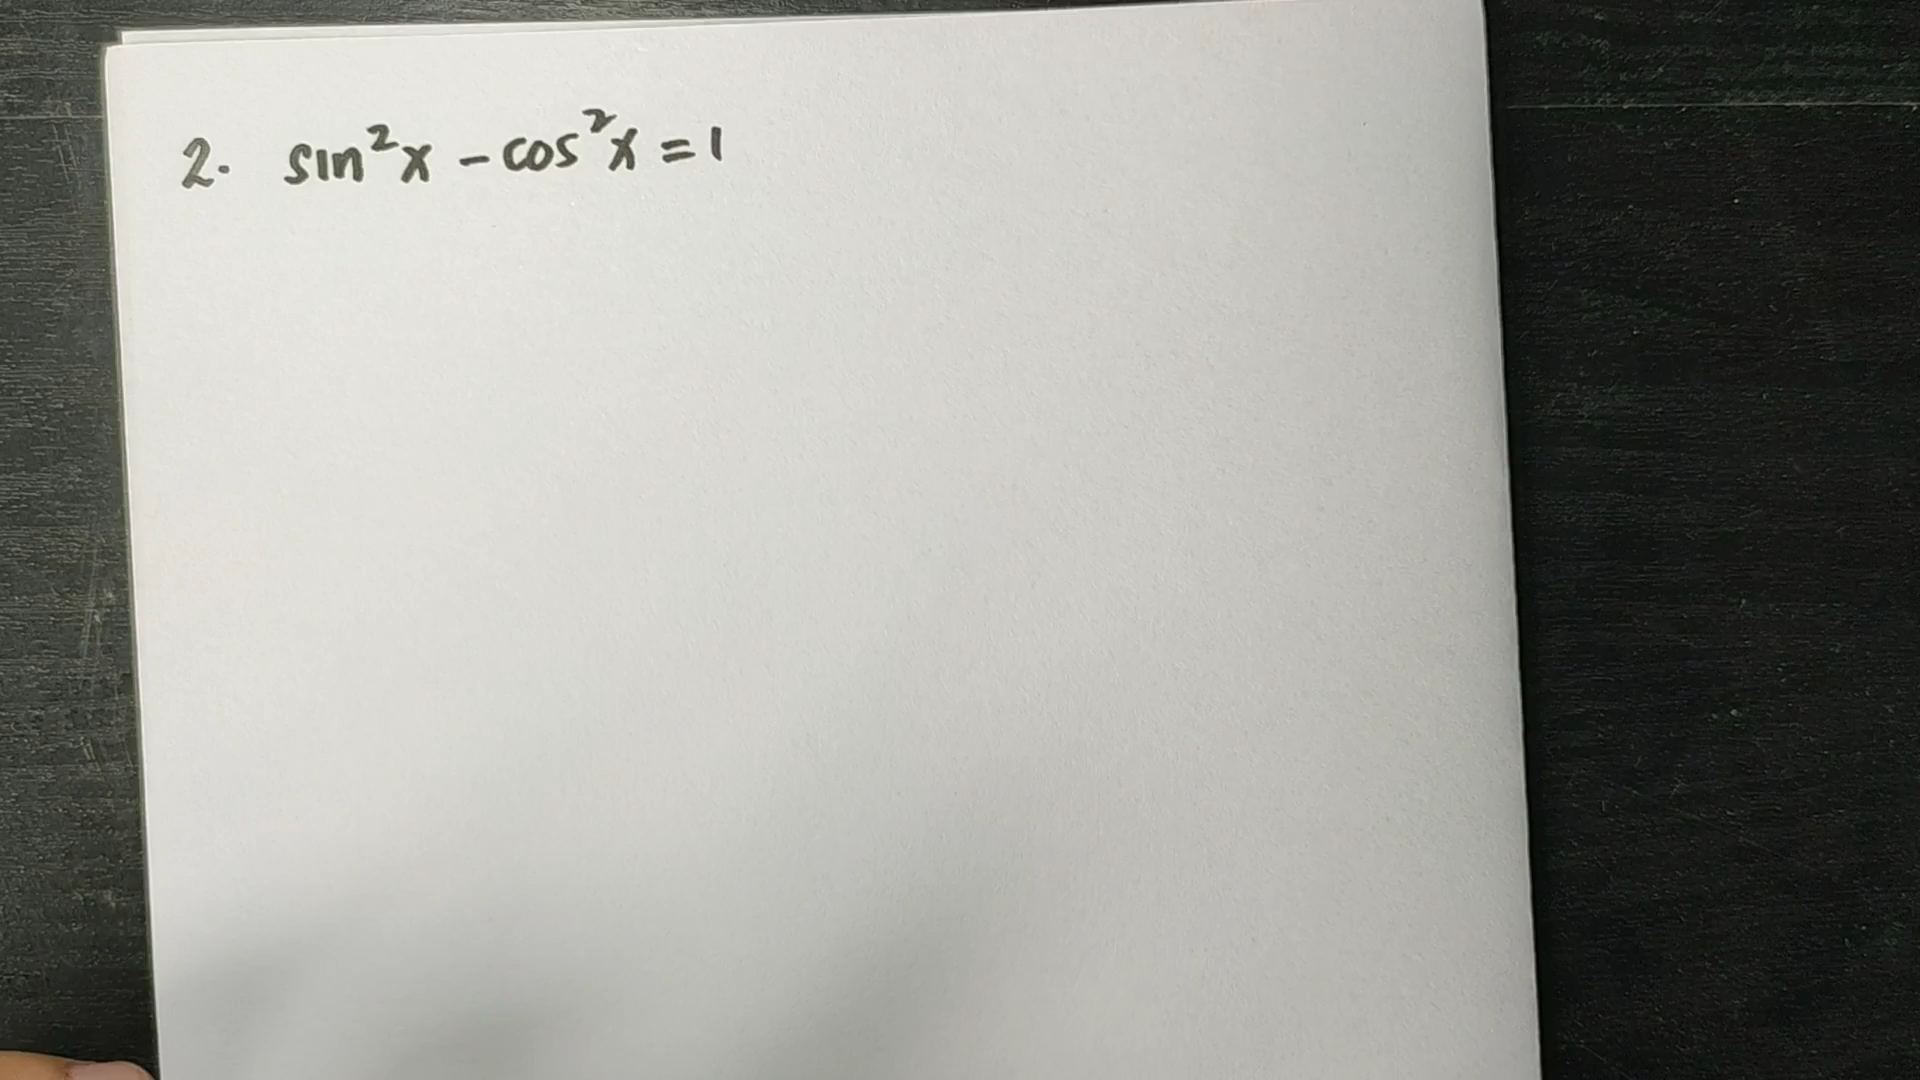 2. sin²x - cos²x = 1